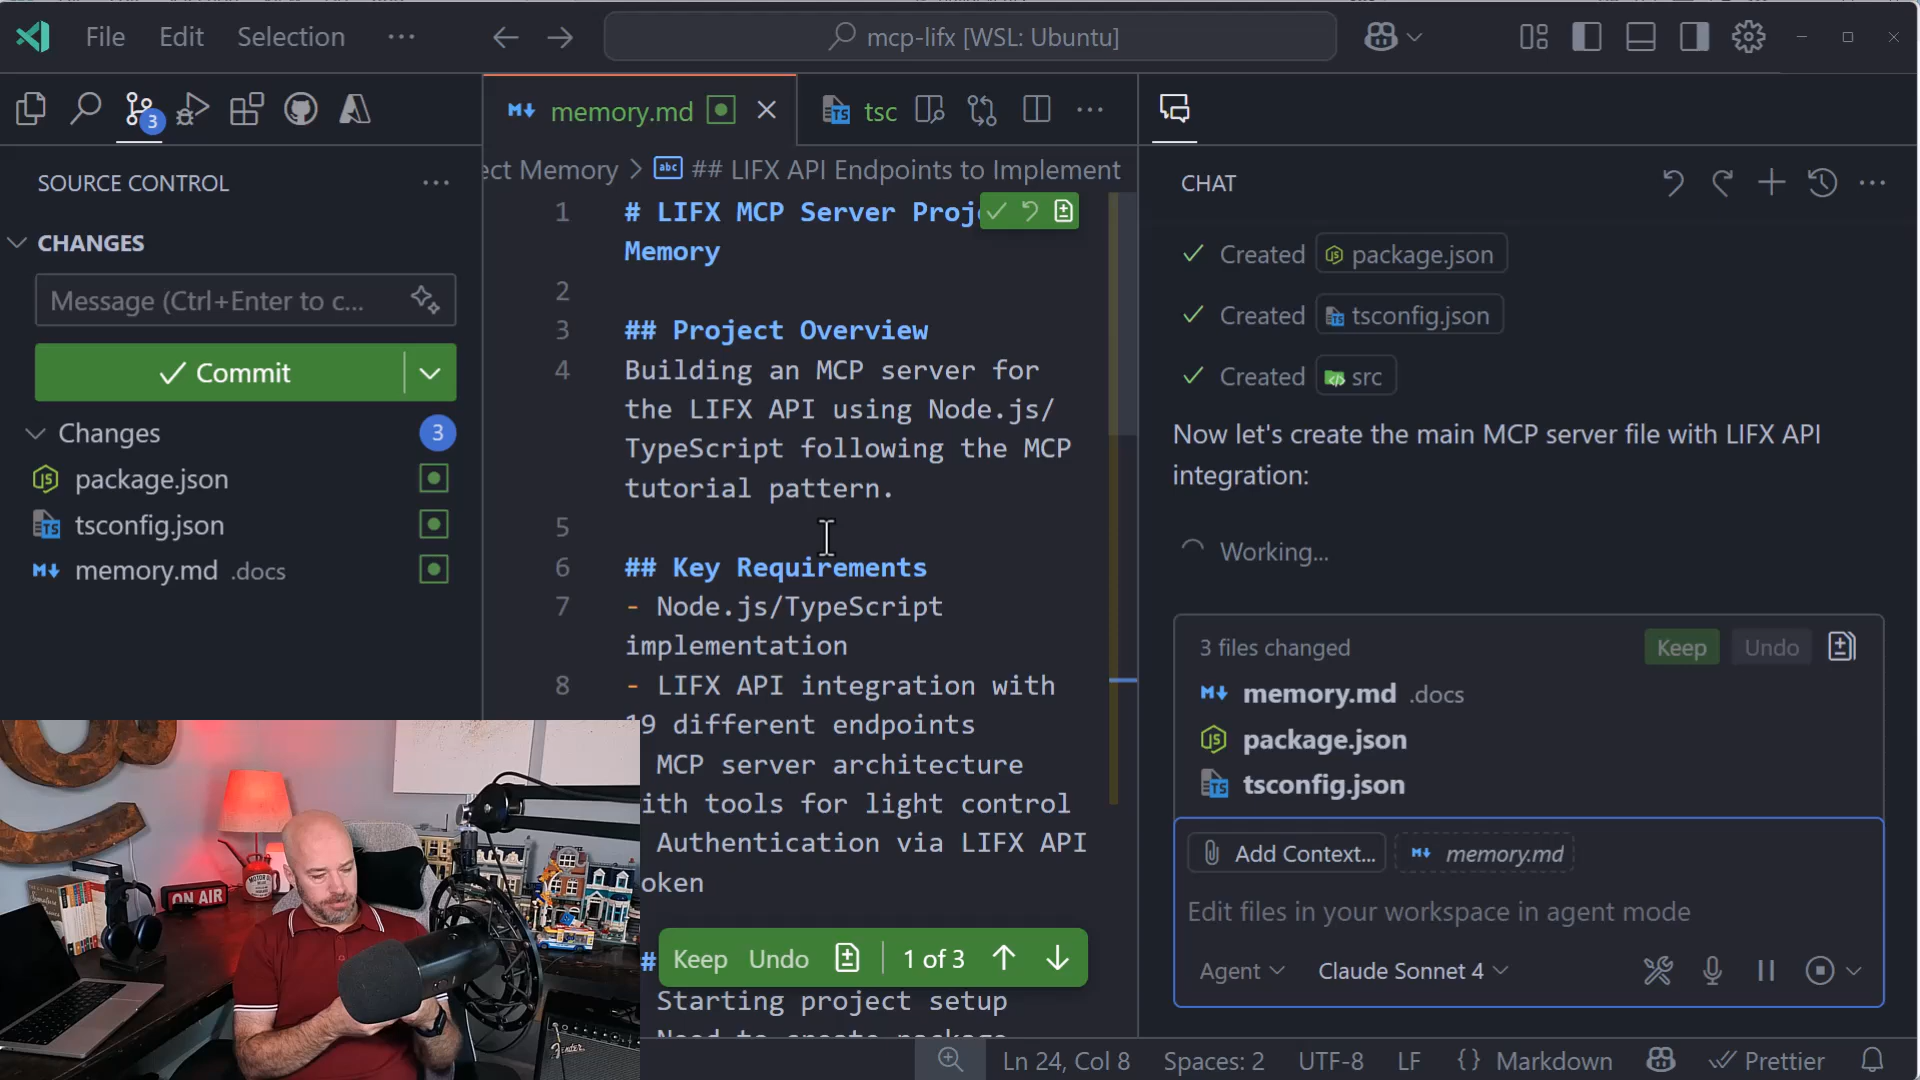 File Edit Selection ···
mcp-lifx [WSL: Ubuntu]
3
memory.md
tsc
SOURCE CONTROL
ect Memory > ## LIFX API Endpoints to Implement
CHANGES
Message (Ctrl+Enter to c...
Commit
Changes 3
package.json
tsconfig.json
memory.md .docs
1 # LIFX MCP Server Proj
Memory
2
3 ## Project Overview
4 Building an MCP server for
the LIFX API using Node.js/
TypeScript following the MCP
tutorial pattern.
5
6 ## Key Requirements
7 - Node.js/TypeScript
implementation
8 - LIFX API integration with
19 different endpoints
MCP server architecture
ith tools for light control
Authentication via LIFX API
oken
#
Keep Undo 1 of 3
Starting project setup
Need to create package
CHAT
Created package.json
Created tsconfig.json
Created src
Now let's create the main MCP server file with LIFX API
integration:
Working...
3 files changed Keep Undo
memory.md .docs
package.json
tsconfig.json
Add Context... memory.md
Edit files in your workspace in agent mode
Agent Claude Sonnet 4
ON AIR
Fender
Ln 24, Col 8 Spaces: 2 UTF-8 LF {} Markdown Prettier